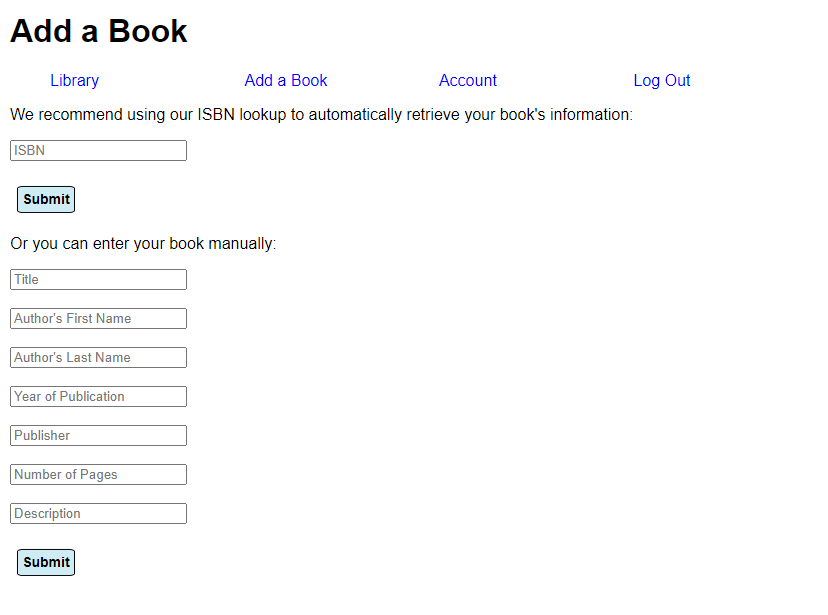 Add a Book
Library Add a Book Account Log Out
We recommend using our ISBN lookup to automatically retrieve your book's information:
ISBN
Submit
Or you can enter your book manually:
Title
Author's First Name
Author's Last Name
Year of Publication
Publisher
Number of Pages
Description
Submit